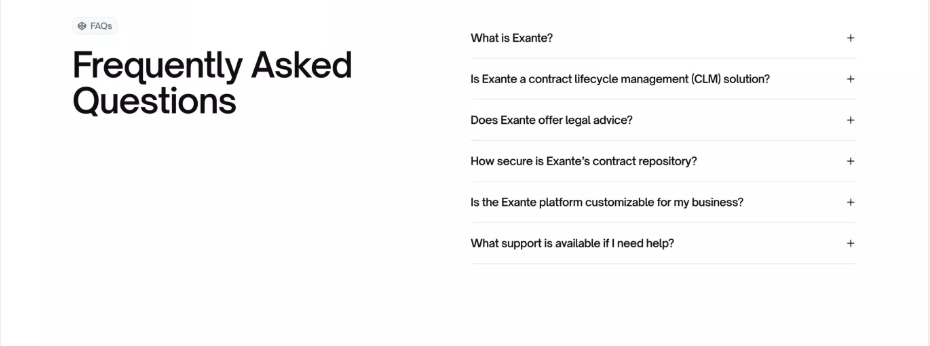 FAQs
Frequently Asked
Questions
What is Exante?
Is Exante a contract lifecycle management (CLM) solution?
Does Exante offer legal advice?
How secure is Exante’s contract repository?
Is the Exante platform customizable for my business?
What support is available if I need help?